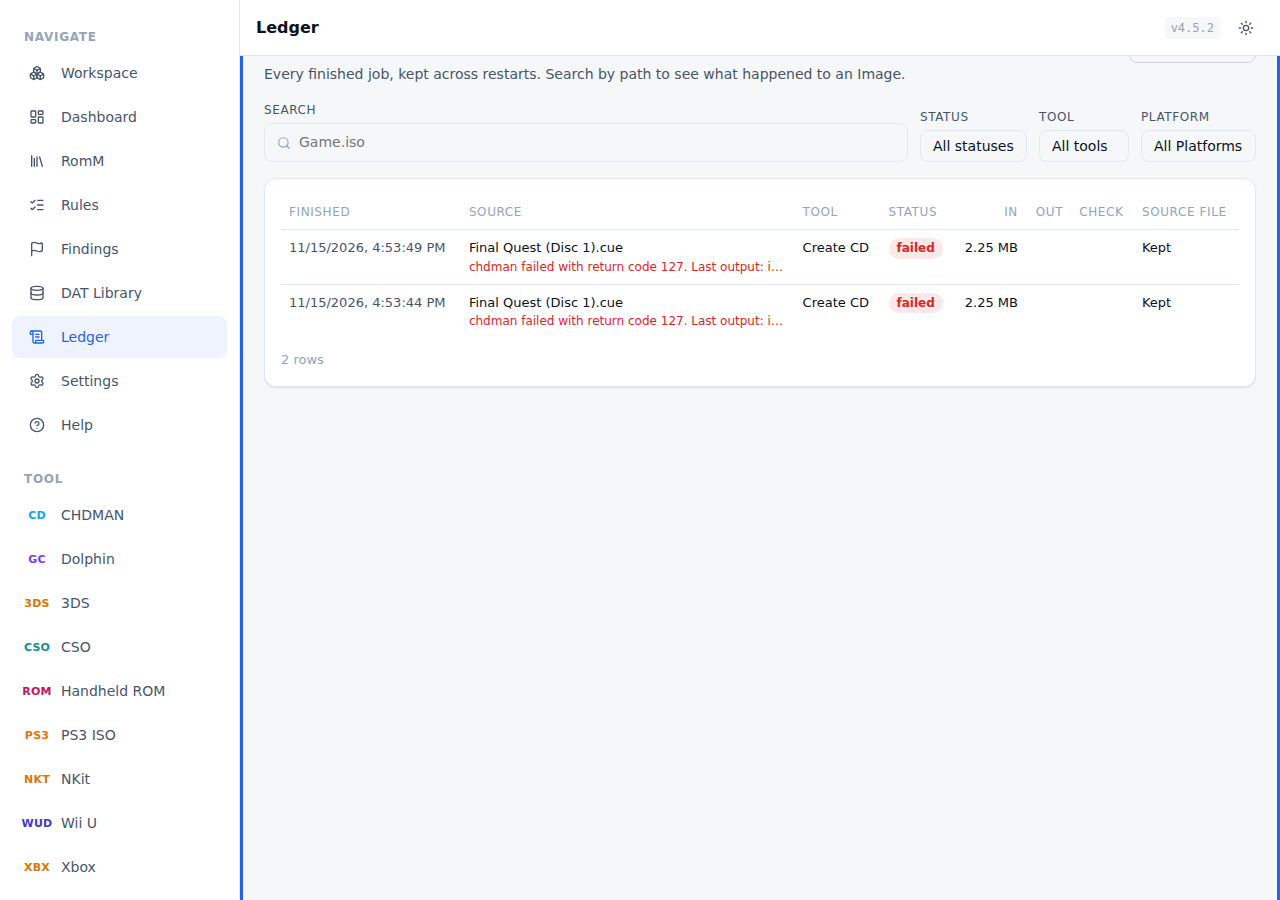 NAVIGATE
Workspace
Dashboard
RomM
Rules
Findings
DAT Library
Ledger
Settings
Help
TOOL
CD CHDMAN
GC Dolphin
3DS 3DS
CSO CSO
ROM Handheld ROM
PS3 PS3 ISO
NKT NKit
WUD Wii U
XBX Xbox
Ledger
v4.5.2
Every finished job, kept across restarts. Search by path to see what happened to an Image.
SEARCH
Game.iso
STATUS
All statuses
TOOL
All tools
PLATFORM
All Platforms
FINISHED SOURCE TOOL STATUS IN OUT CHECK SOURCE FILE
11/15/2026, 4:53:49 PM Final Quest (Disc 1).cue Create CD failed 2.25 MB Kept
chdman failed with return code 127. Last output: i…
11/15/2026, 4:53:44 PM Final Quest (Disc 1).cue Create CD failed 2.25 MB Kept
chdman failed with return code 127. Last output: i…
2 rows